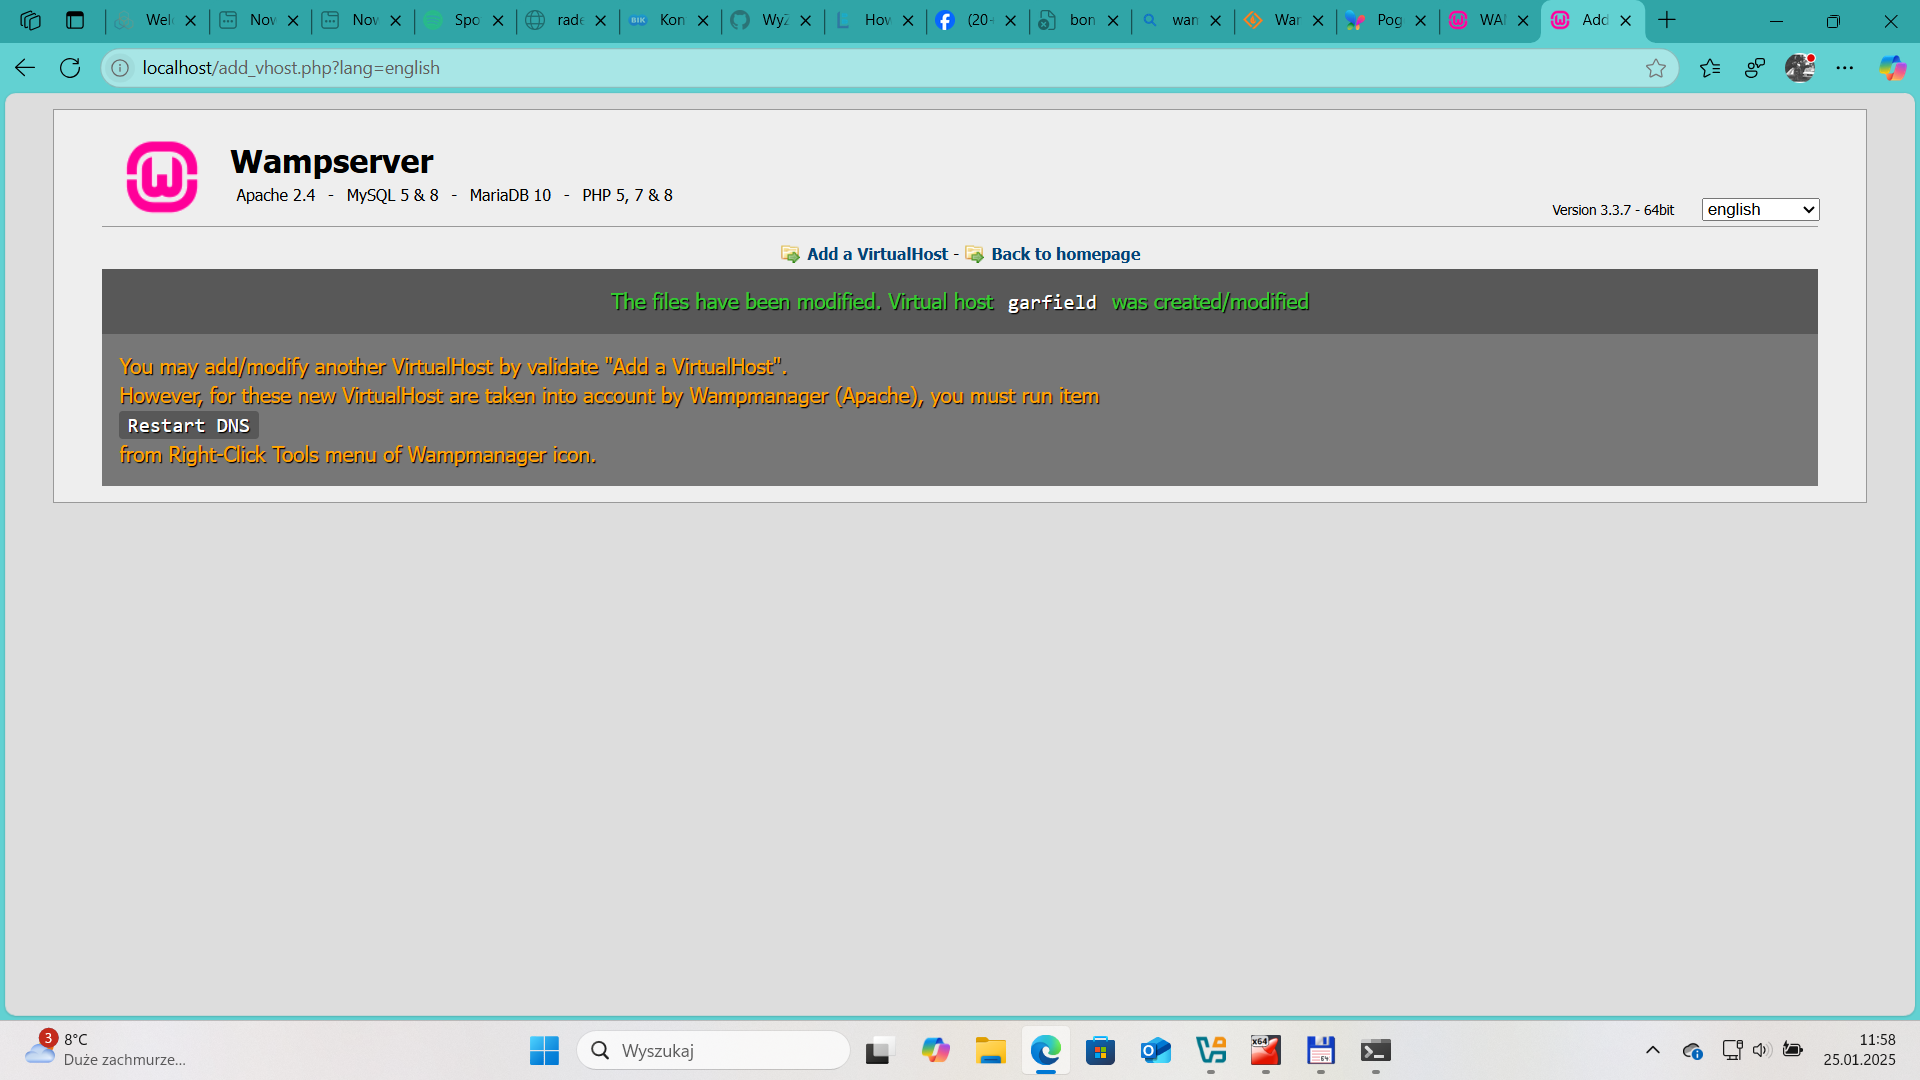 Wel
Nov
Nov
Spo
rade
Kon
WyZ
How
(20+
bon
wan
War
Pog
WAI
Add
localhost/add_vhost.php?lang=english
Wampserver
Apache 2.4 - MySQL 5 & 8 - MariaDB 10 - PHP 5, 7 & 8
Version 3.3.7 - 64bit
english
Add a VirtualHost - Back to homepage
The files have been modified. Virtual host garfield was created/modified
You may add/modify another VirtualHost by validate "Add a VirtualHost".
However, for these new VirtualHost are taken into account by Wampmanager (Apache), you must run item
Restart DNS
from Right-Click Tools menu of Wampmanager icon.
3
8°C
Duże zachmurze...
Wyszukaj
x64
64
11:58
25.01.2025